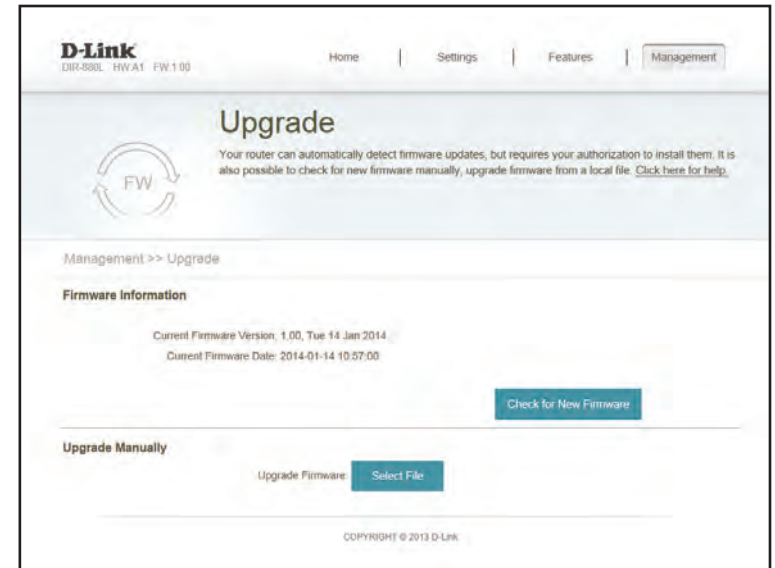 D-Link
DIR-880L HW:A1 FW:1.00
Home | Settings | Features | Management
Upgrade
Your router can automatically detect firmware updates, but requires your authorization to install them. It is
also possible to check for new firmware manually, upgrade firmware from a local file. Click here for help.
FW
Management >> Upgrade
Firmware Information
Current Firmware Version: 1.00, Tue 14 Jan 2014
Current Firmware Date: 2014-01-14 10:57:00
Check for New Firmware
Upgrade Manually
Upgrade Firmware: Select File
COPYRIGHT © 2013 D-Link